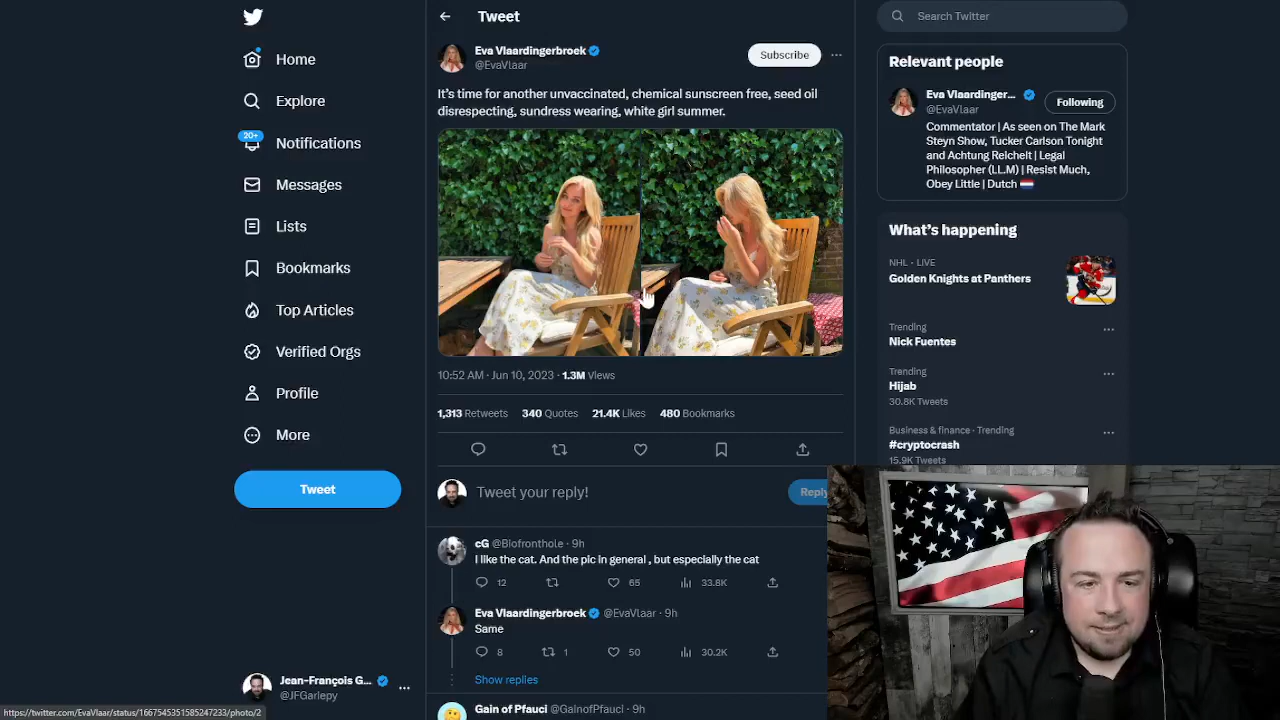 Home
Explore
20+
Notifications
Messages
Lists
Bookmarks
Top Articles
Verified Orgs
Profile
More
Tweet
Jean-François G...
@JFGariepy
https://twitter.com/EvaVlaar/status/1667545351585247233/photo/2
Tweet
Eva Vlaardingerbroek
@EvaVlaar
Subscribe
It's time for another unvaccinated, chemical sunscreen free, seed oil
disrespecting, sundress wearing, white girl summer.
10:52 AM · Jun 10, 2023 · 1.3M Views
1,313 Retweets 340 Quotes 21.4K Likes 480 Bookmarks
Tweet your reply!
Reply
cG @Biofronthole · 9h
I like the cat. And the pic in general , but especially the cat
12 65 33.8K
Eva Vlaardingerbroek @EvaVlaar · 9h
Same
8 1 50 30.2K
Show replies
Gain of Pfauci @GainofPfauci · 9h
Search Twitter
Relevant people
Eva Vlaardinger...
@EvaVlaar
Following
Commentator | As seen on The Mark
Steyn Show, Tucker Carlson Tonight
and Achtung Reichelt | Legal
Philosopher (LL.M) | Resist Much,
Obey Little | Dutch
What's happening
NHL · LIVE
Golden Knights at Panthers
Trending
Nick Fuentes
Trending
Hijab
30.8K Tweets
Business & finance · Trending
#cryptocrash
15.9K Tweets